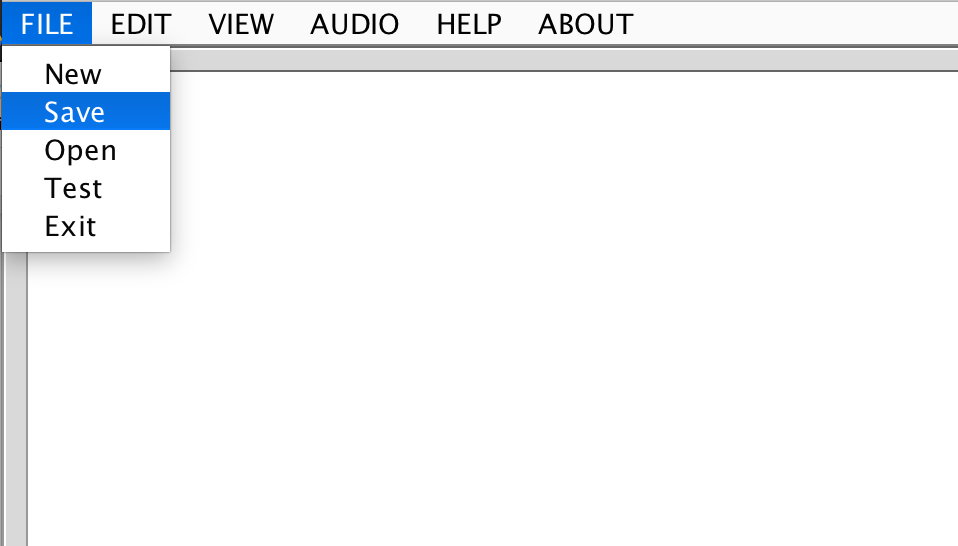 FILE EDIT VIEW AUDIO HELP ABOUT
New
Save
Open
Test
Exit